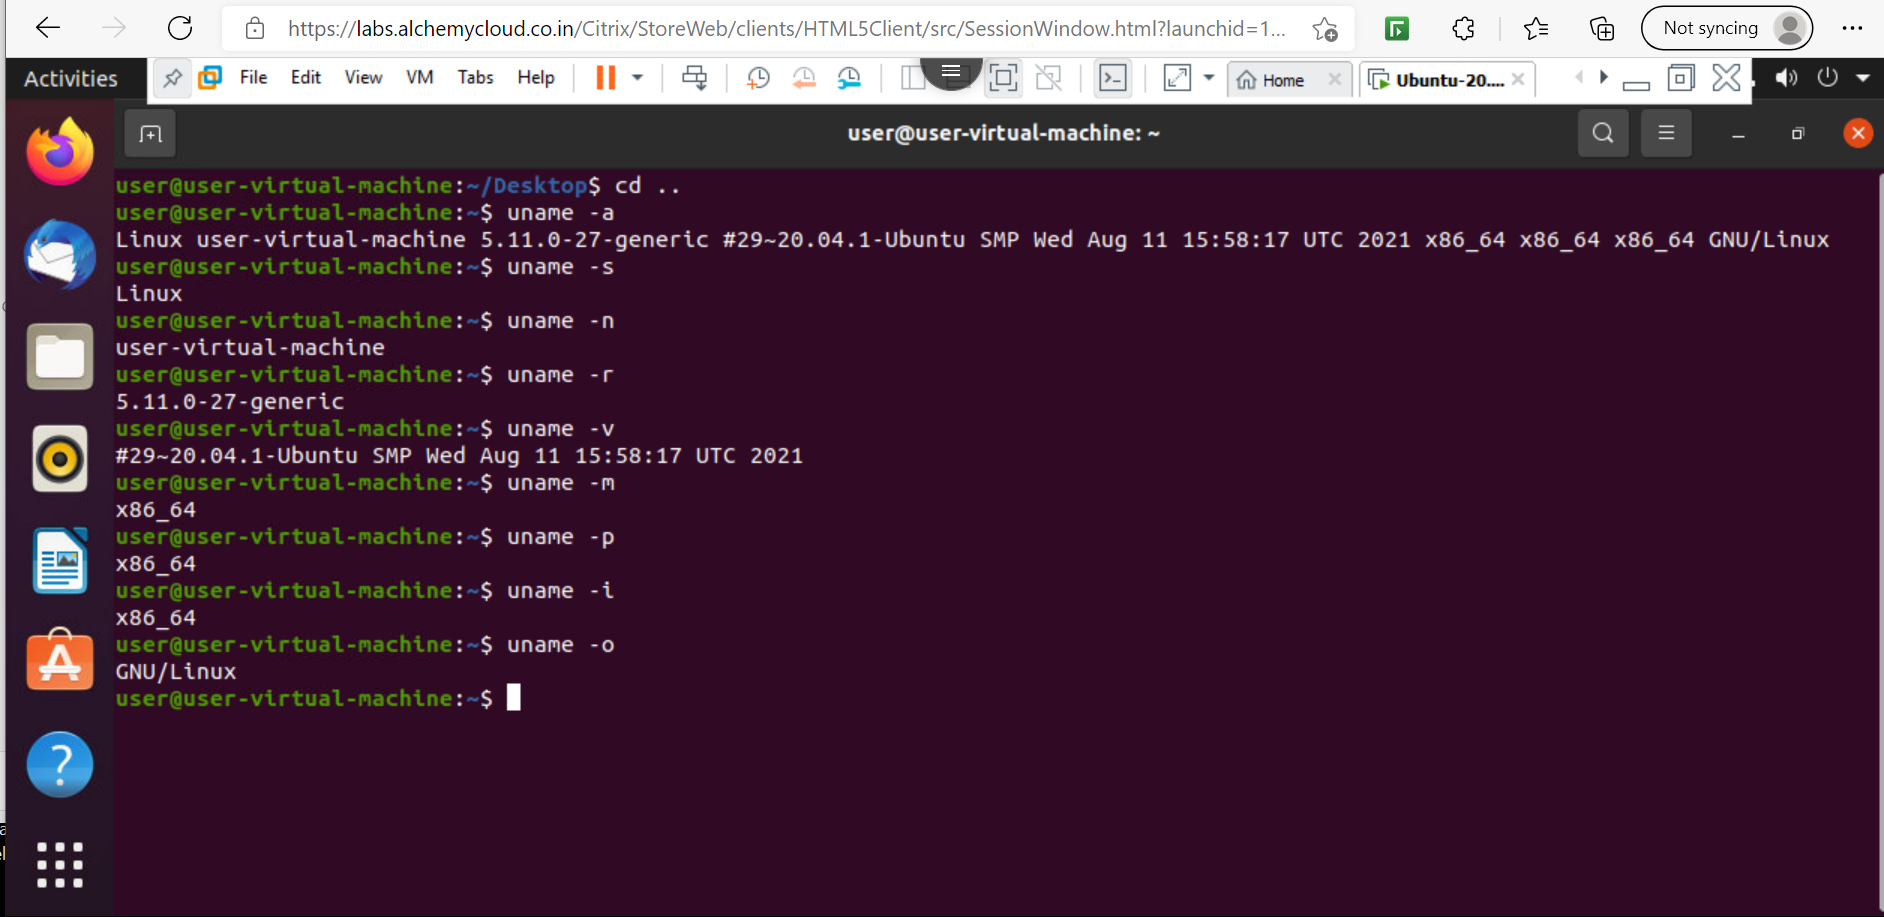 https://labs.alchemycloud.co.in/Citrix/StoreWeb/clients/HTML5Client/src/SessionWindow.html?launchid=1...
Not syncing
Activities
File Edit View VM Tabs Help
Home
Ubuntu-20....
user@user-virtual-machine: ~
user@user-virtual-machine:~/Desktop$ cd ..
user@user-virtual-machine:~$ uname -a
Linux user-virtual-machine 5.11.0-27-generic #29~20.04.1-Ubuntu SMP Wed Aug 11 15:58:17 UTC 2021 x86_64 x86_64 x86_64 GNU/Linux
user@user-virtual-machine:~$ uname -s
Linux
user@user-virtual-machine:~$ uname -n
user-virtual-machine
user@user-virtual-machine:~$ uname -r
5.11.0-27-generic
user@user-virtual-machine:~$ uname -v
#29~20.04.1-Ubuntu SMP Wed Aug 11 15:58:17 UTC 2021
user@user-virtual-machine:~$ uname -m
x86_64
user@user-virtual-machine:~$ uname -p
x86_64
user@user-virtual-machine:~$ uname -i
x86_64
user@user-virtual-machine:~$ uname -o
GNU/Linux
user@user-virtual-machine:~$